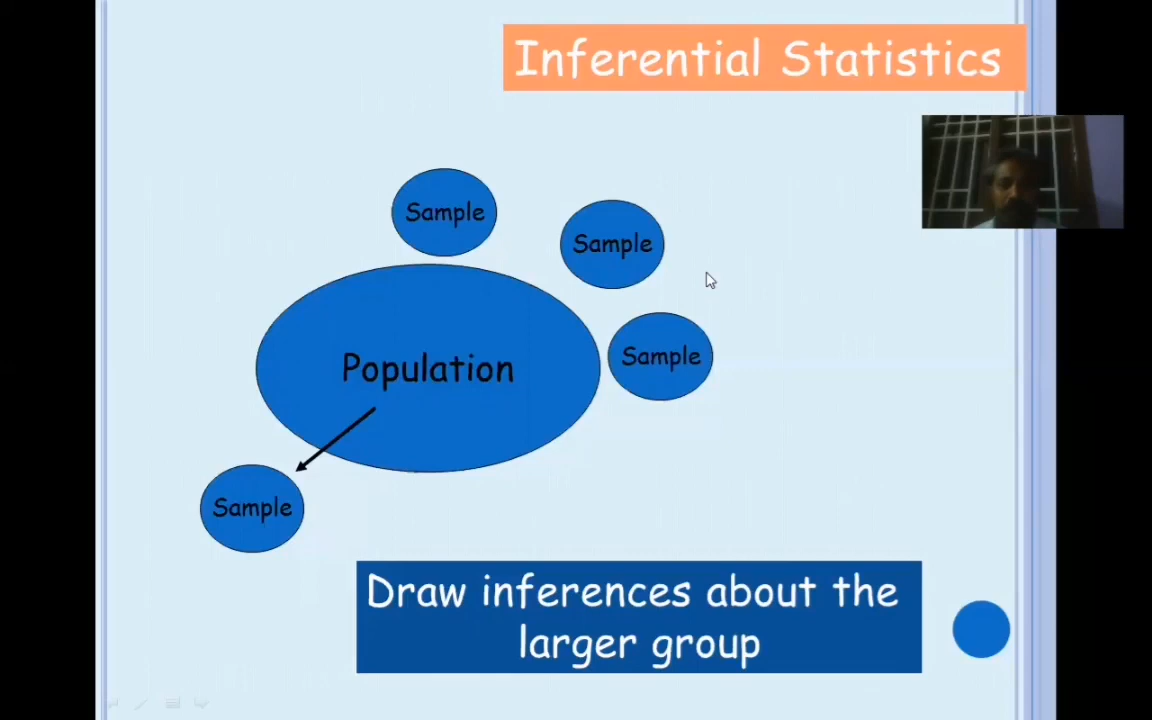 Inferential Statistics
Sample
Sample
Sample
Population
Sample
Draw inferences about the
larger group